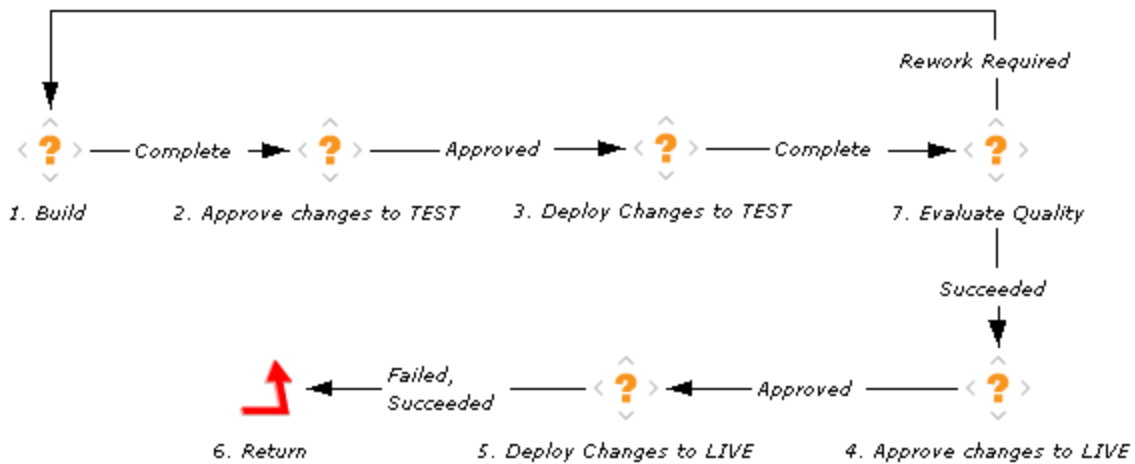 Rework Required
? Complete ? Approved ? Complete ?
1. Build
2. Approve changes to TEST
3. Deploy Changes to TEST
7. Evaluate Quality
Succeeded
Failed,
Succeeded
? Approved ?
6. Return
5. Deploy Changes to LIVE
4. Approve changes to LIVE